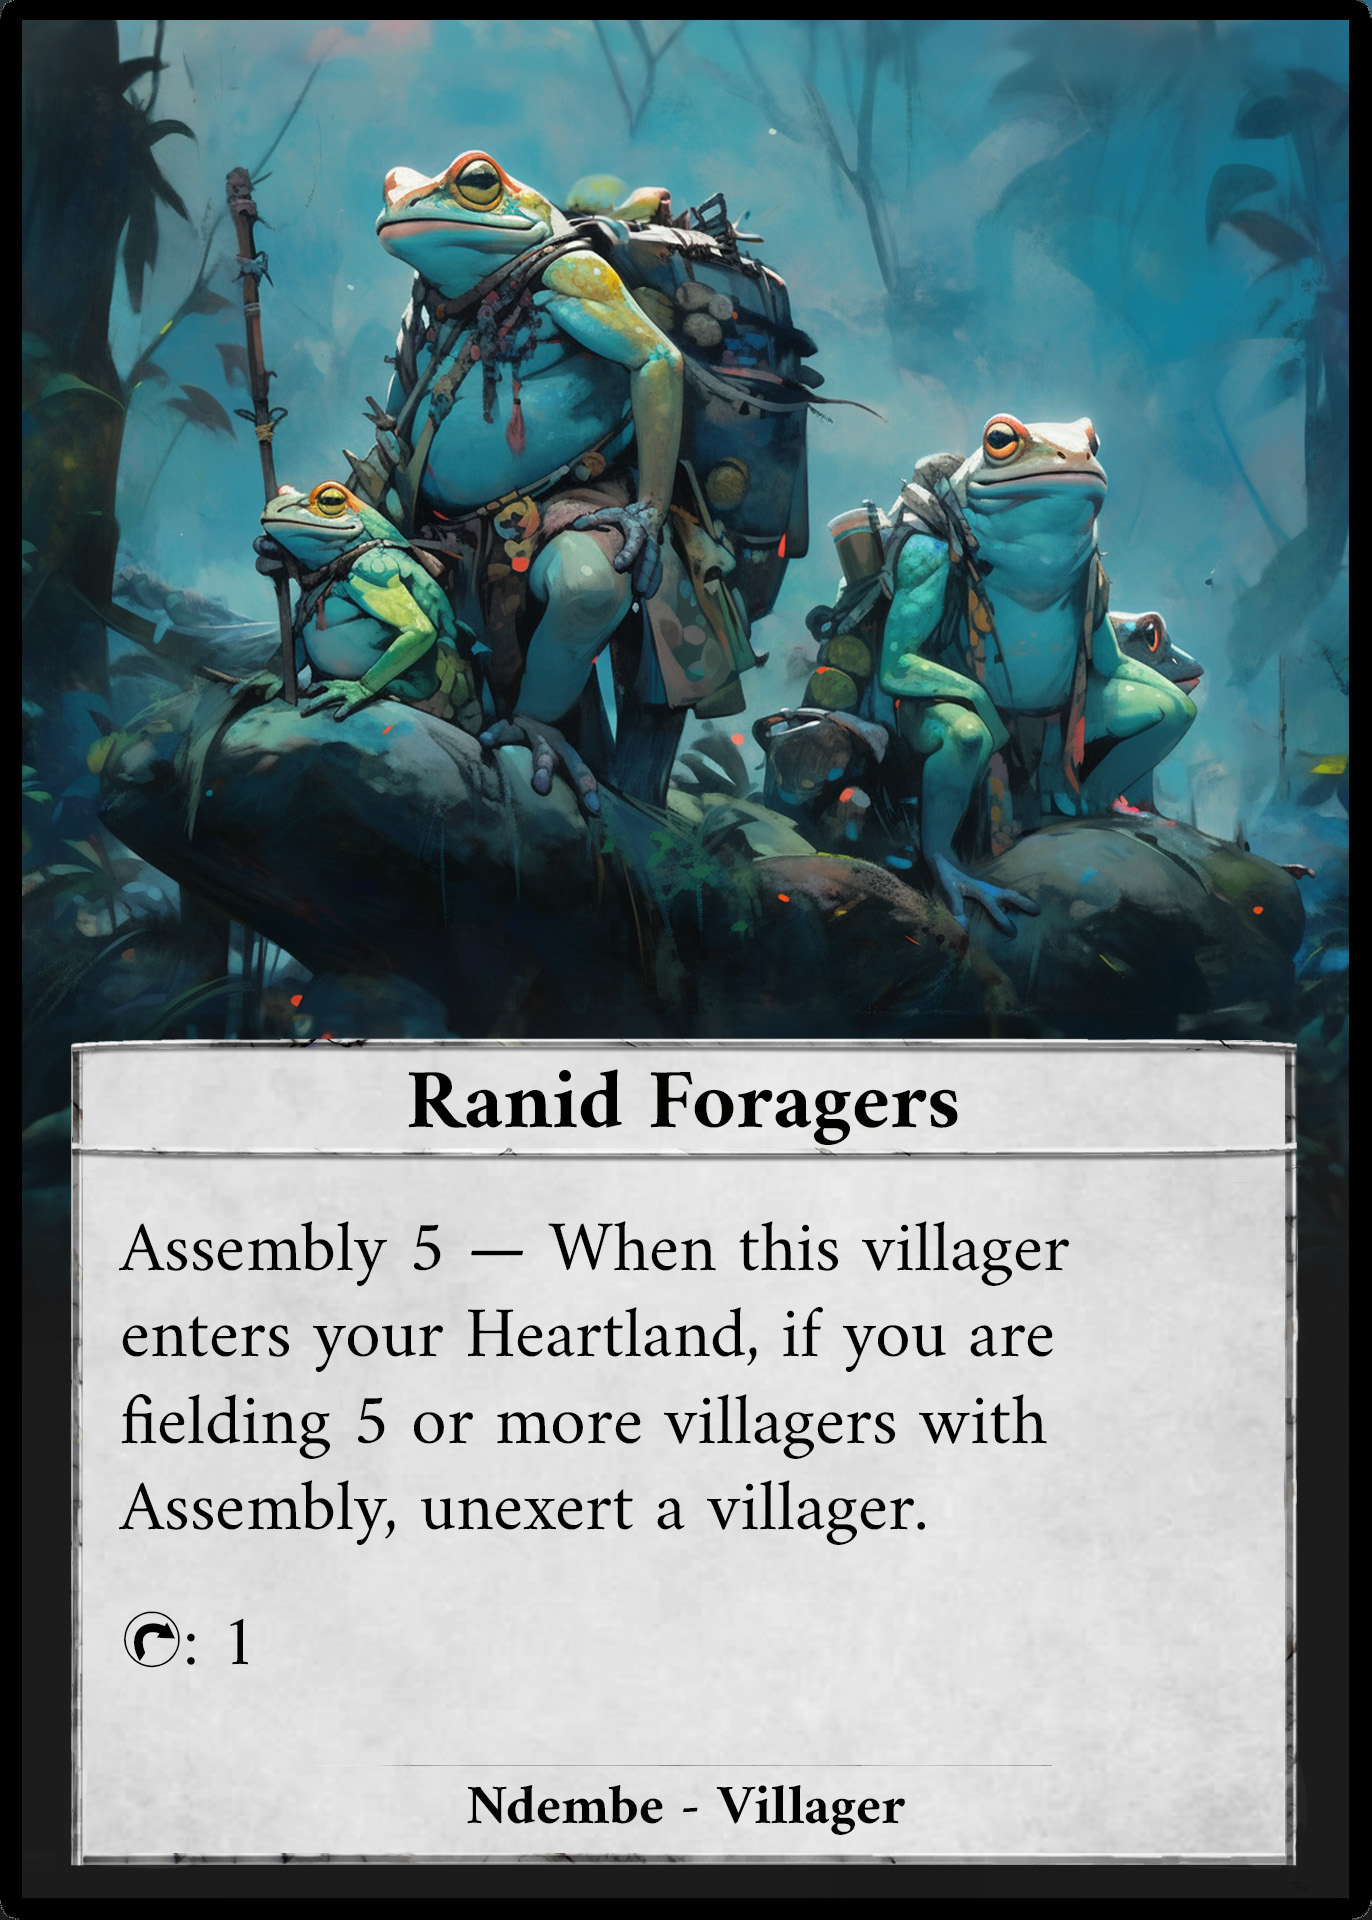 Ranid Foragers
Assembly 5 — When this villager
enters your Heartland, if you are
fielding 5 or more villagers with
Assembly, unexert a villager.
: 1
Ndembe - Villager